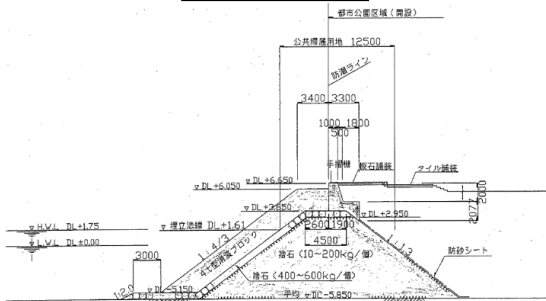 都市公園区域(開設)
公共帰属用地 12500
防潮ライン
3400 3300
1000 1800
500
手摺柵
板石舗装
タイル舗装
▽DL+6.650
▽DL+6.050
2000
▽DL+3.650
▽DL+2.950
2077
▽H.W.L DL+1.75
▽埋立法線 DL+1.61
2600 1900
4500
▽L.W.L DL±0.00
1:4/3
4t型消波ブロック
捨石(10~200kg/個)
1:1.3
3000
捨石(400~600kg/個)
防砂シート
1:2.0
▽DL-5.150
平均 ▽DL-5.850